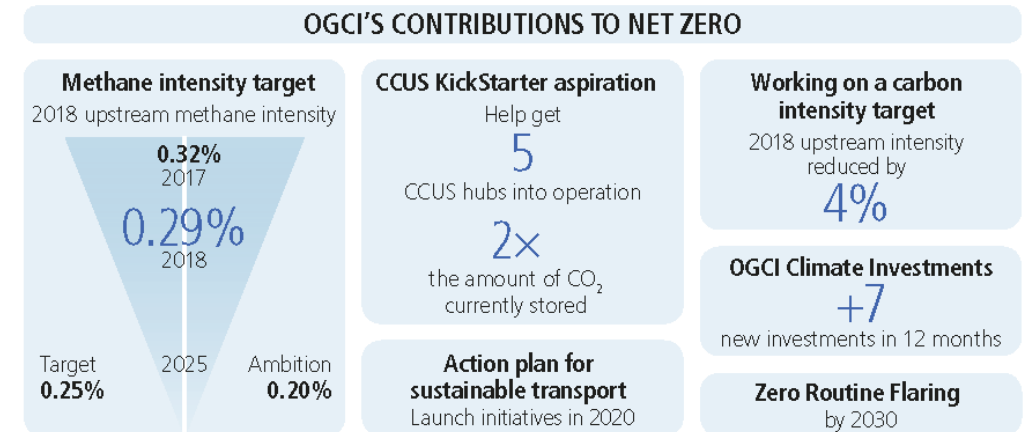 OGCI'S CONTRIBUTIONS TO NET ZERO
Methane intensity target
2018 upstream methane intensity
0.32%
2017
0.29%
2018
Target
0.25%
2025
Ambition
0.20%
CCUS KickStarter aspiration
Help get
5
CCUS hubs into operation
2×
the amount of CO₂
currently stored
Action plan for
sustainable transport
Launch initiatives in 2020
Working on a carbon
intensity target
2018 upstream intensity
reduced by
4%
OGCI Climate Investments
+7
new investments in 12 months
Zero Routine Flaring
by 2030